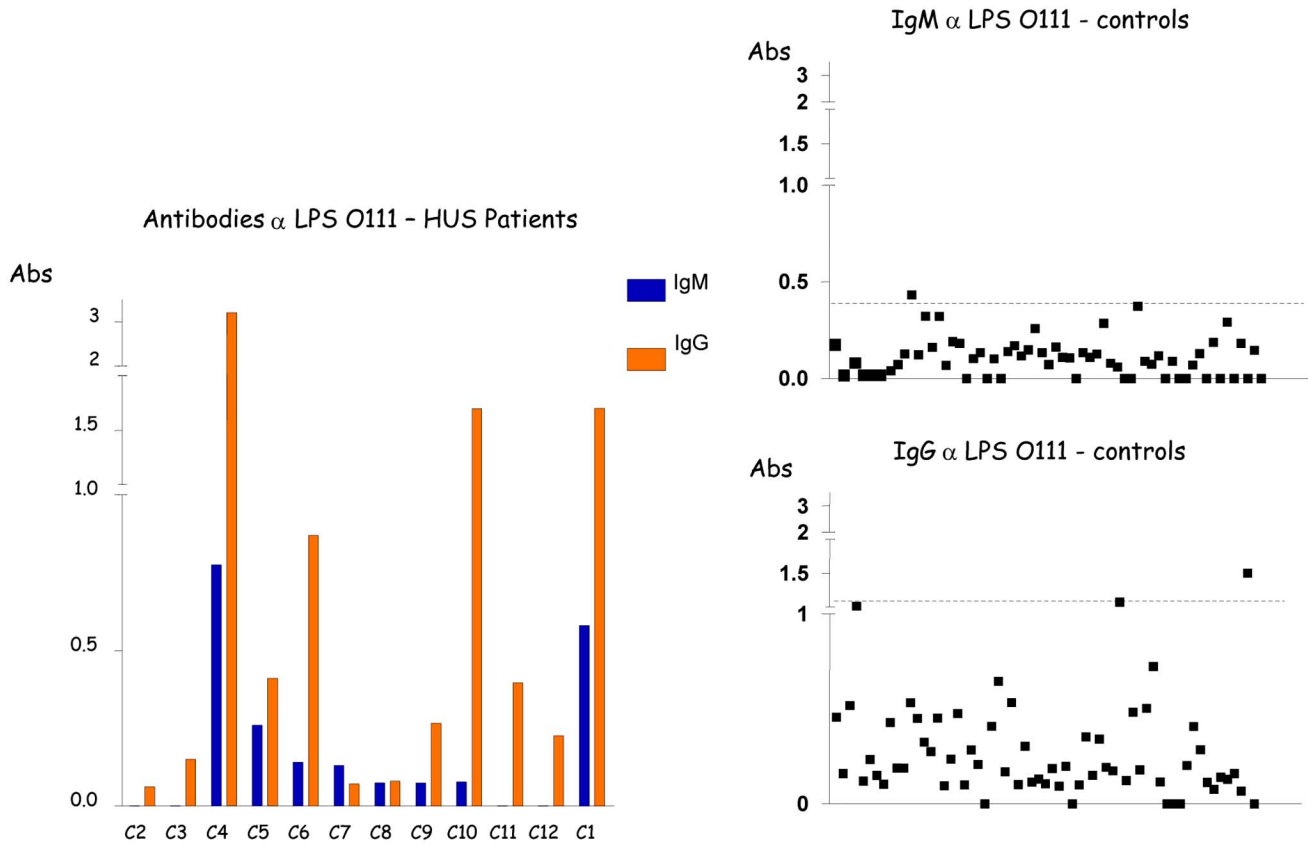 Antibodies α LPS O111 – HUS Patients
Abs
3
2
1.5
1.0
0.5
0.0
C2 C3 C4 C5 C6 C7 C8 C9 C10 C11 C12 C1
IgM
IgG
IgM α LPS O111 - controls
Abs
3
2
1.5
1.0
0.5
0.0
IgG α LPS O111 - controls
Abs
3
2
1.5
1
0